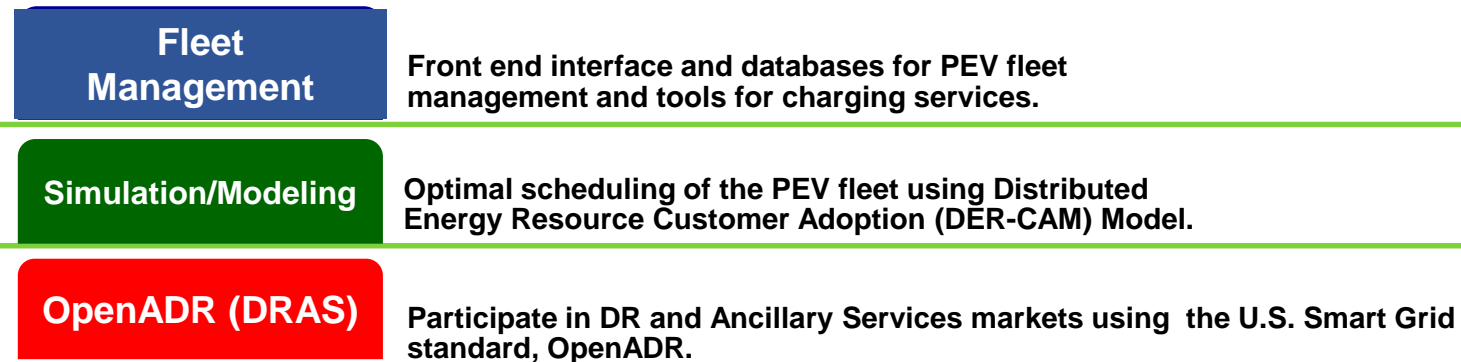 Fleet
Management
Front end interface and databases for PEV fleet
management and tools for charging services.
Simulation/Modeling
Optimal scheduling of the PEV fleet using Distributed
Energy Resource Customer Adoption (DER-CAM) Model.
OpenADR (DRAS)
Participate in DR and Ancillary Services markets using the U.S. Smart Grid
standard, OpenADR.